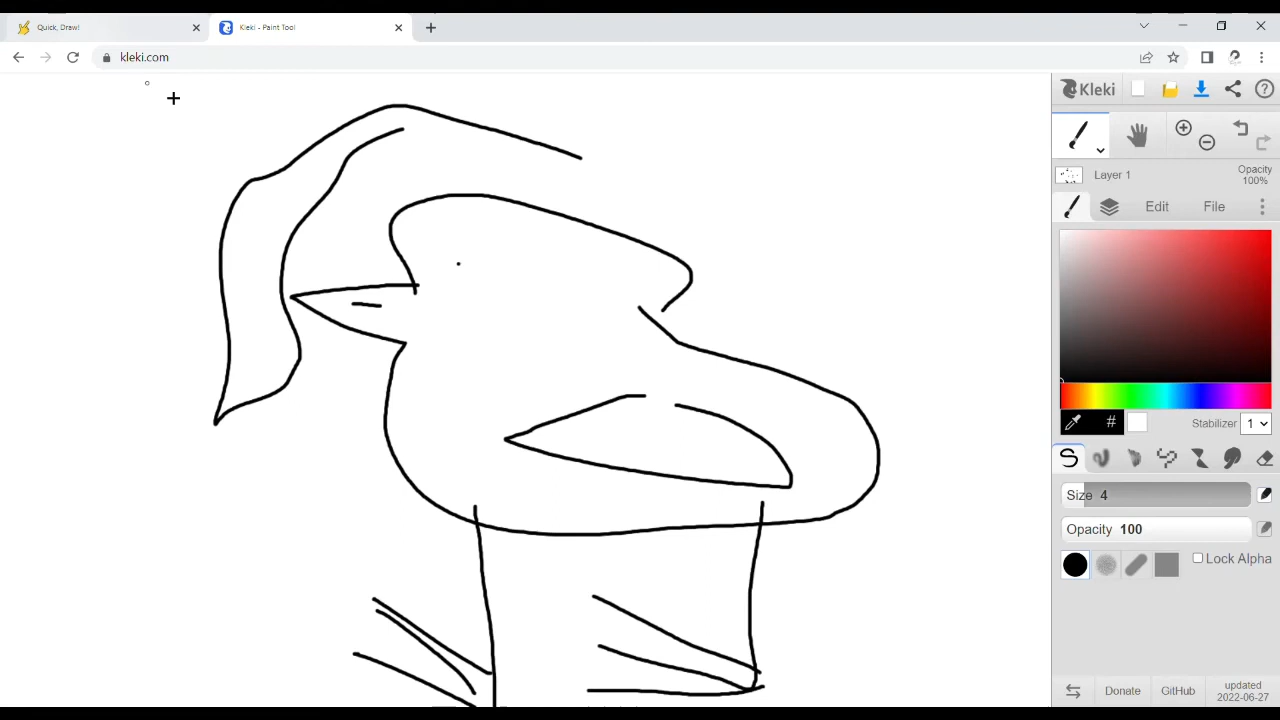 Quick, Draw!
Kleki - Paint Tool
kleki.com
Kleki
Layer 1
Opacity
100%
Edit
File
#
Stabilizer 1
Size 4
Opacity 100
Lock Alpha
Donate
GitHub
updated
2022-06-27